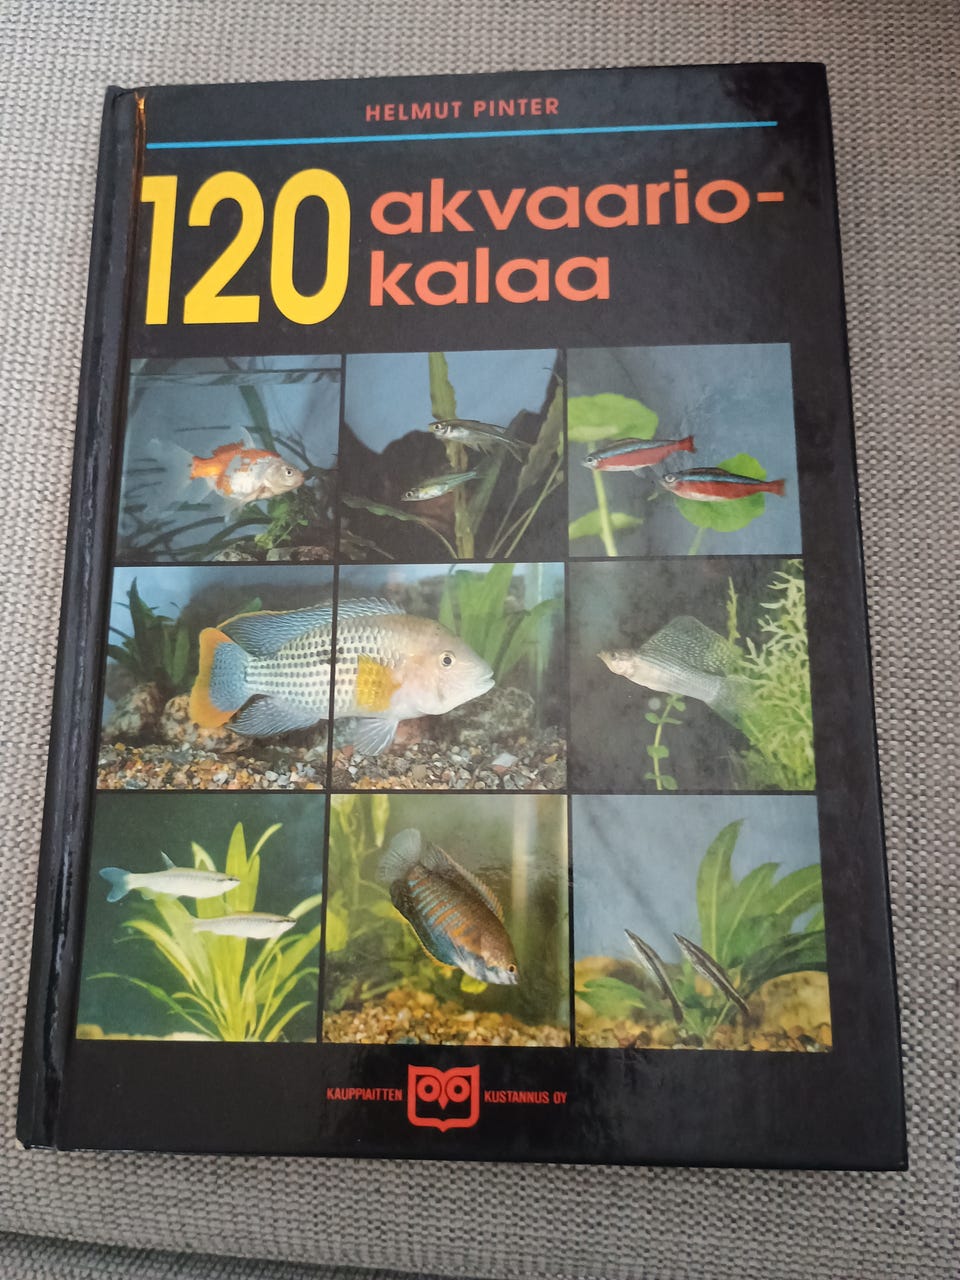 HELMUT PINTER
120 akvaario-
kalaa
KAUPPIAITTEN KUSTANNUS OY